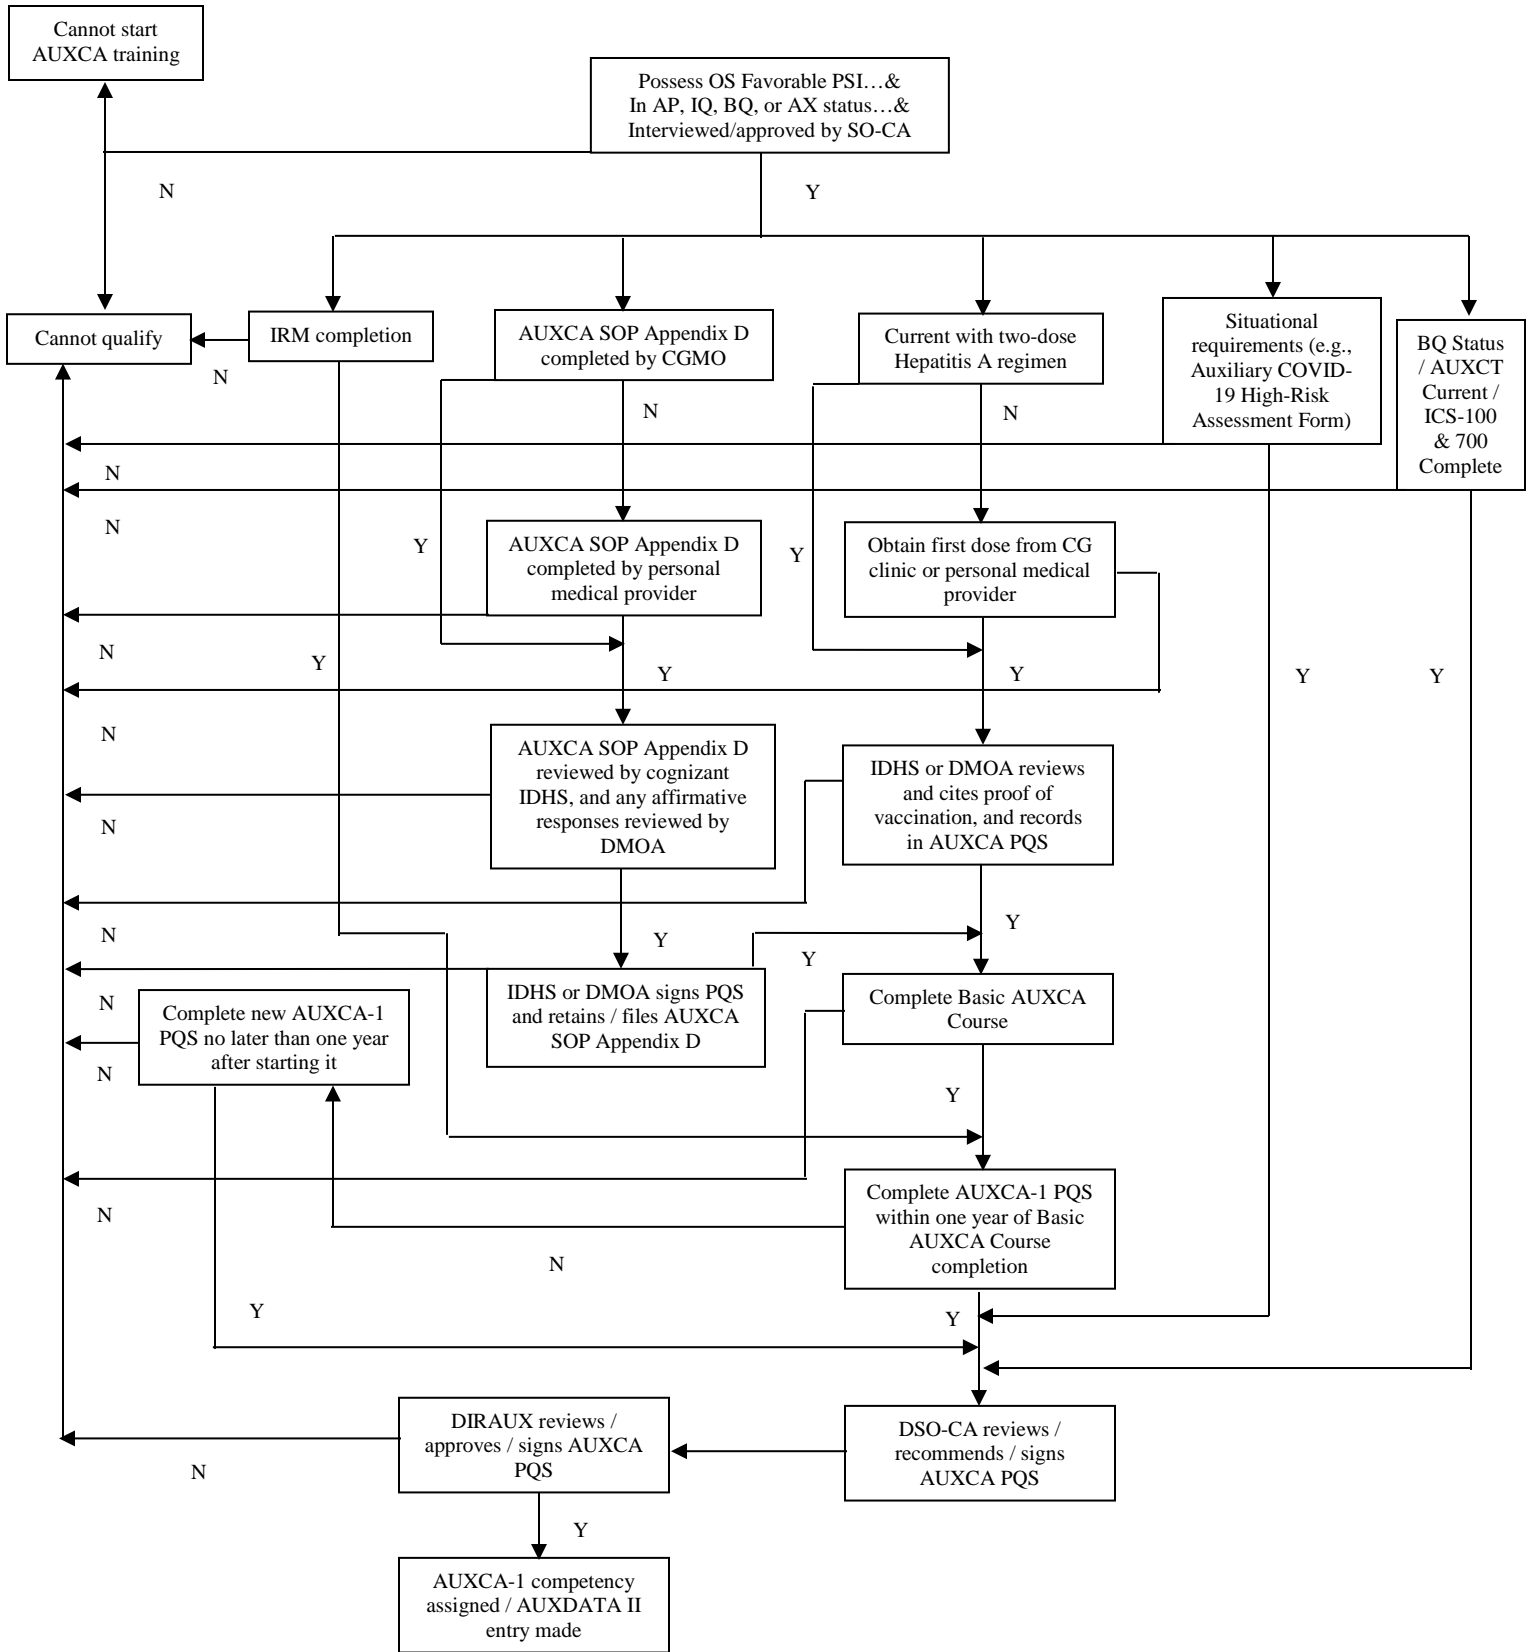 Cannot start
AUXCA training
Possess OS Favorable PSI…&
In AP, IQ, BQ, or AX status…&
Interviewed/approved by SO-CA
N
Y
Cannot qualify
IRM completion
AUXCA SOP Appendix D
completed by CGMO
Current with two-dose
Hepatitis A regimen
Situational
requirements (e.g.,
Auxiliary COVID-
19 High-Risk
Assessment Form)
BQ Status
/ AUXCT
Current /
ICS-100
& 700
Complete
N
N
N
N
N
Y
AUXCA SOP Appendix D
completed by personal
medical provider
Y
Obtain first dose from CG
clinic or personal medical
provider
N
Y
Y
Y
Y
Y
N
AUXCA SOP Appendix D
reviewed by cognizant
IDHS, and any affirmative
responses reviewed by
DMOA
IDHS or DMOA reviews
and cites proof of
vaccination, and records
in AUXCA PQS
N
N
Y
Y
Y
N
Complete new AUXCA-1
PQS no later than one year
after starting it
IDHS or DMOA signs PQS
and retains / files AUXCA
SOP Appendix D
Complete Basic AUXCA
Course
N
Y
Complete AUXCA-1 PQS
within one year of Basic
AUXCA Course
completion
N
N
Y
Y
DIRAUX reviews /
approves / signs AUXCA
PQS
DSO-CA reviews /
recommends / signs
AUXCA PQS
N
Y
AUXCA-1 competency
assigned / AUXDATA II
entry made